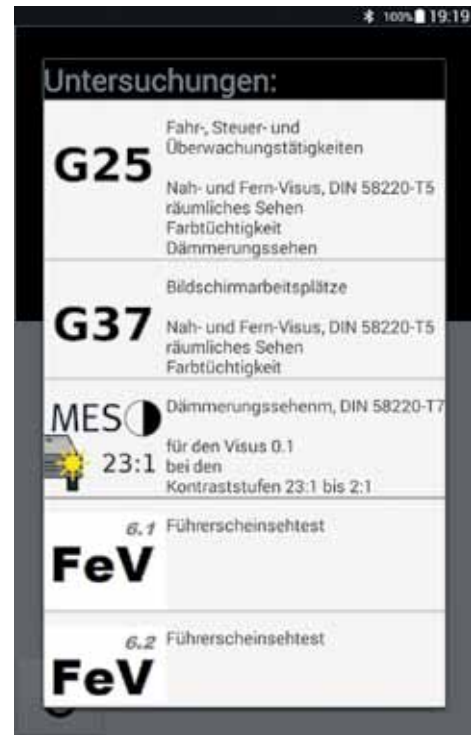 100% 19:19
Untersuchungen:
G25
Fahr-, Steuer- und
Überwachungstätigkeiten
Nah- und Fern-Visus, DIN 58220-T5
räumliches Sehen
Farbtüchtigkeit
Dämmerungssehen
G37
Bildschirmarbeitsplätze
Nah- und Fern-Visus, DIN 58220-T5
räumliches Sehen
Farbtüchtigkeit
MES
23:1
Dämmerungssehenm, DIN 58220-T7
für den Visus 0.1
bei den
Kontraststufen 23:1 bis 2:1
6.1
FeV
Führerscheinsehtest
6.2
FeV
Führerscheinsehtest